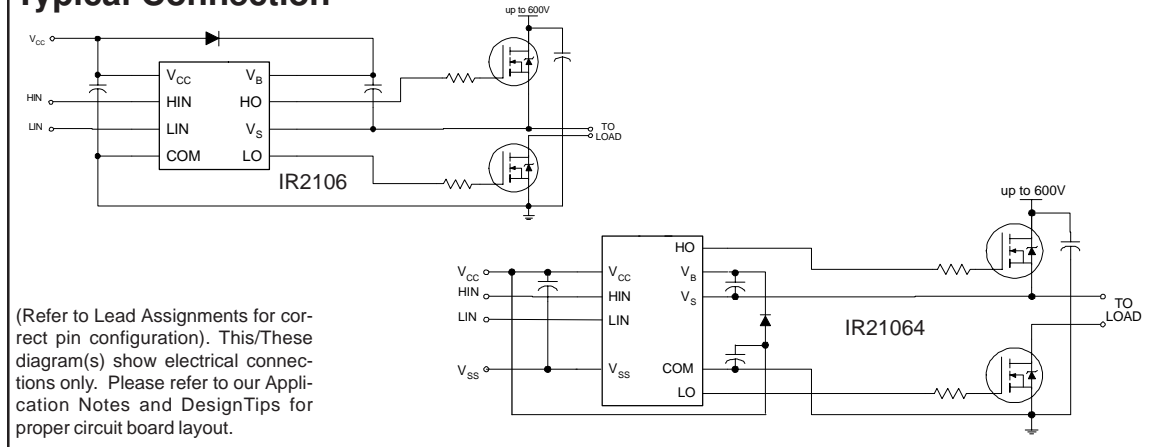 Typical Connection
up to 600V
VCC
VCC VB
HIN HIN HO
LIN LIN VS
TO
LOAD
COM LO
IR2106
up to 600V
HO
VCC VCC VB
HIN HIN VS
LIN LIN
TO
LOAD
IR21064
VSS VSS COM
LO
(Refer to Lead Assignments for cor-
rect pin configuration). This/These
diagram(s) show electrical connec-
tions only. Please refer to our Appli-
cation Notes and DesignTips for
proper circuit board layout.